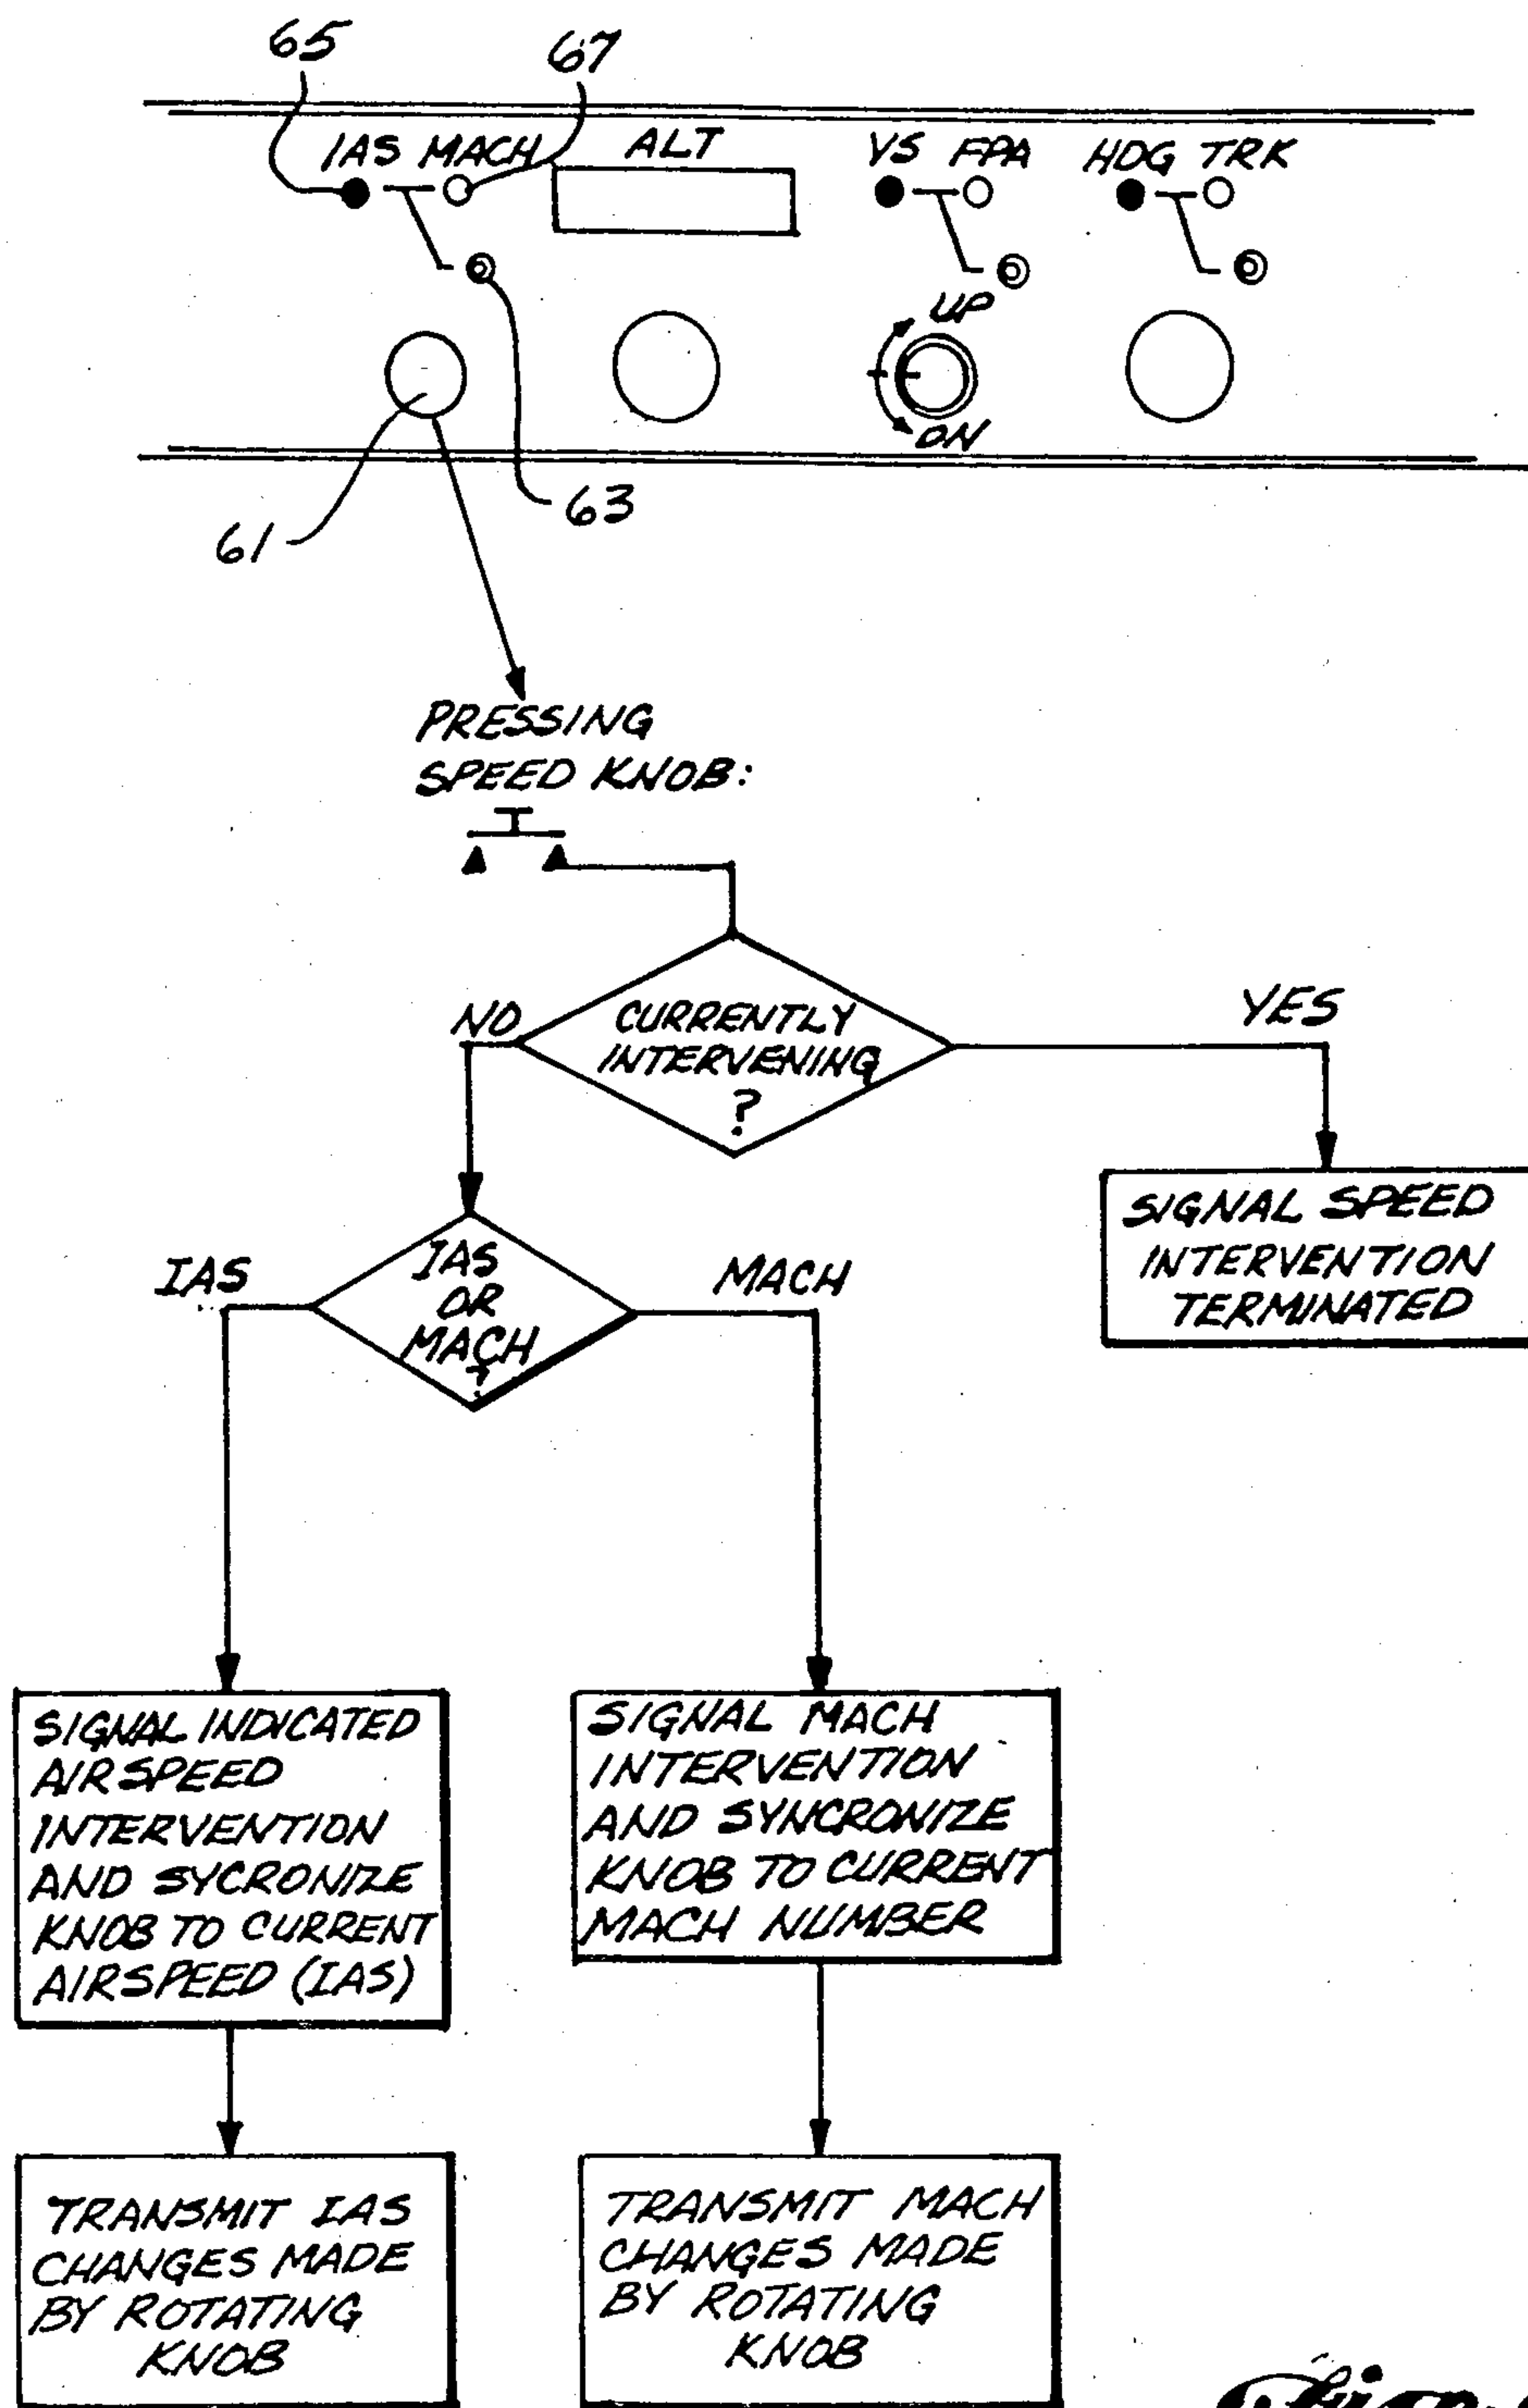 65
67
IAS MACH
ALT
VS FPA
HDG TRK
UP
DN
63
61
PRESSING
SPEED KNOB:
CURRENTLY
INTERVENING
?
NO
YES
IAS
OR
MACH
?
IAS
MACH
SIGNAL SPEED
INTERVENTION
TERMINATED
SIGNAL INDICATED
AIRSPEED
INTERVENTION
AND SYCRONIZE
KNOB TO CURRENT
AIRSPEED (IAS)
SIGNAL MACH
INTERVENTION
AND SYNCRONIZE
KNOB TO CURRENT
MACH NUMBER
TRANSMIT IAS
CHANGES MADE
BY ROTATING
KNOB
TRANSMIT MACH
CHANGES MADE
BY ROTATING
KNOB